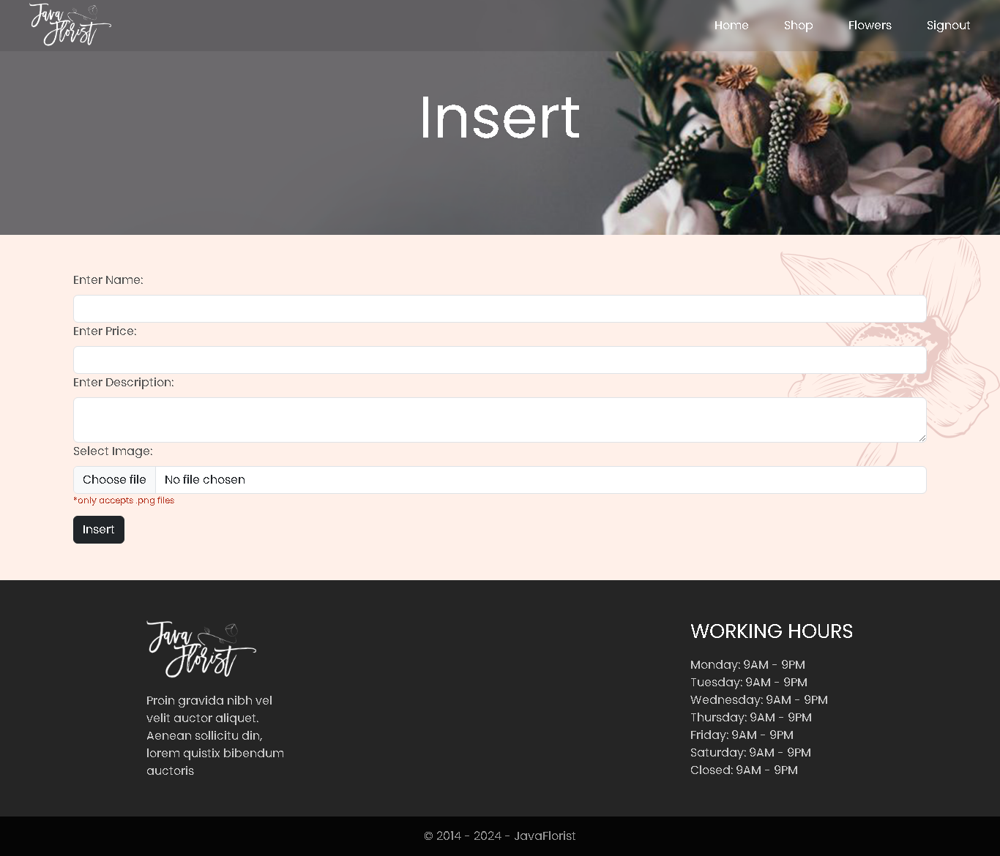 Java
Florist
Home
Shop
Flowers
Signout
Insert
Enter Name:
Enter Price:
Enter Description:
Select Image:
Choose file
No file chosen
*only accepts .png files
Insert
Java
Florist
Proin gravida nibh vel
velit auctor aliquet.
Aenean sollicitu din,
lorem quistix bibendum
auctoris
WORKING HOURS
Monday: 9AM - 9PM
Tuesday: 9AM - 9PM
Wednesday: 9AM - 9PM
Thursday: 9AM - 9PM
Friday: 9AM - 9PM
Saturday: 9AM - 9PM
Closed: 9AM - 9PM
© 2014 - 2024 - JavaFlorist